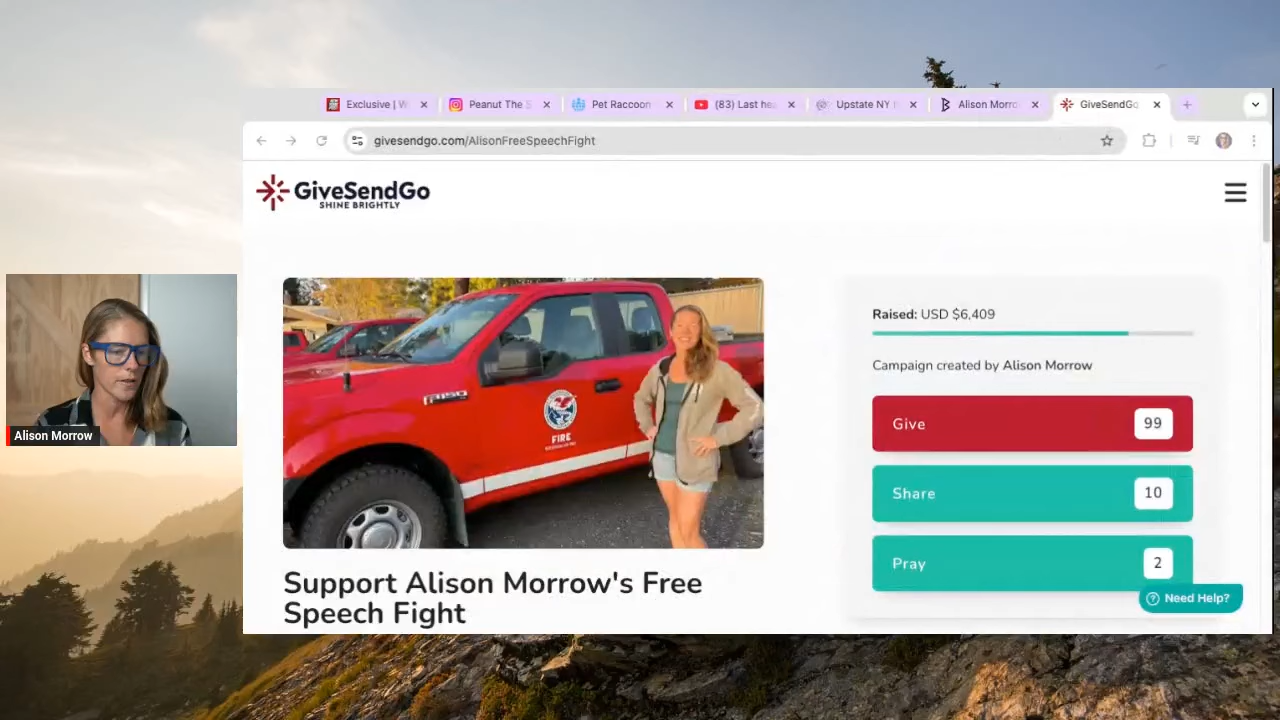 Exclusive | W
Peanut The S
Pet Raccoon
(83) Last hea
Upstate NY
Alison Morro
GiveSendGo
givesendgo.com/AlisonFreeSpeechFight
GiveSendGo
SHINE BRIGHTLY
Raised: USD $6,409
Campaign created by Alison Morrow
Give 99
Share 10
Pray 2
Need Help?
F150
FIRE
Support Alison Morrow's Free
Speech Fight
Alison Morrow